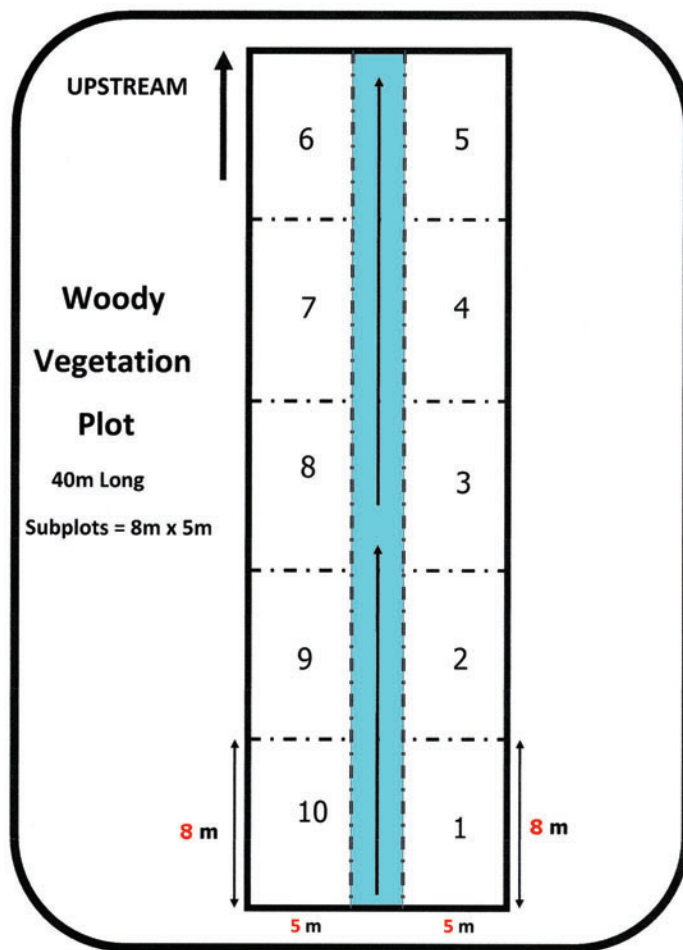 UPSTREAM
6
5
Woody
Vegetation
Plot
40m Long
Subplots = 8m x 5m
7
4
8
3
9
2
10
1
8 m
8 m
5 m
5 m